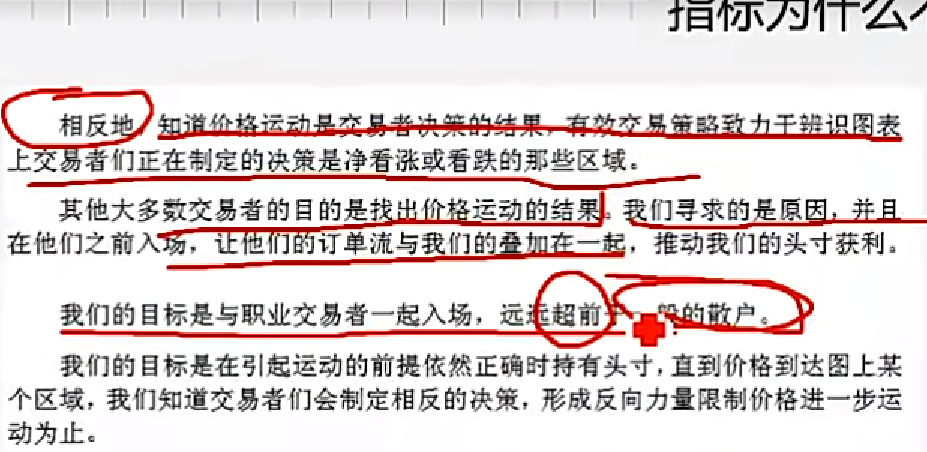 指标为什么
相反地，知道价格运动是交易者决策的结果，有效交易策略致力于辨识图表
上交易者们正在制定的决策是净看涨或看跌的那些区域。
其他大多数交易者的目的是找出价格运动的结果。我们寻求的是原因，并且
在他们之前入场，让他们的订单流与我们的叠加在一起，推动我们的头寸获利。
我们的目标是与职业交易者一起入场，远远超前于一般的散户。
我们的目标是在引起运动的前提依然正确时持有头寸，直到价格到达图上某
个区域，我们知道交易者们会制定相反的决策，形成反向力量限制价格进一步运
动为止。